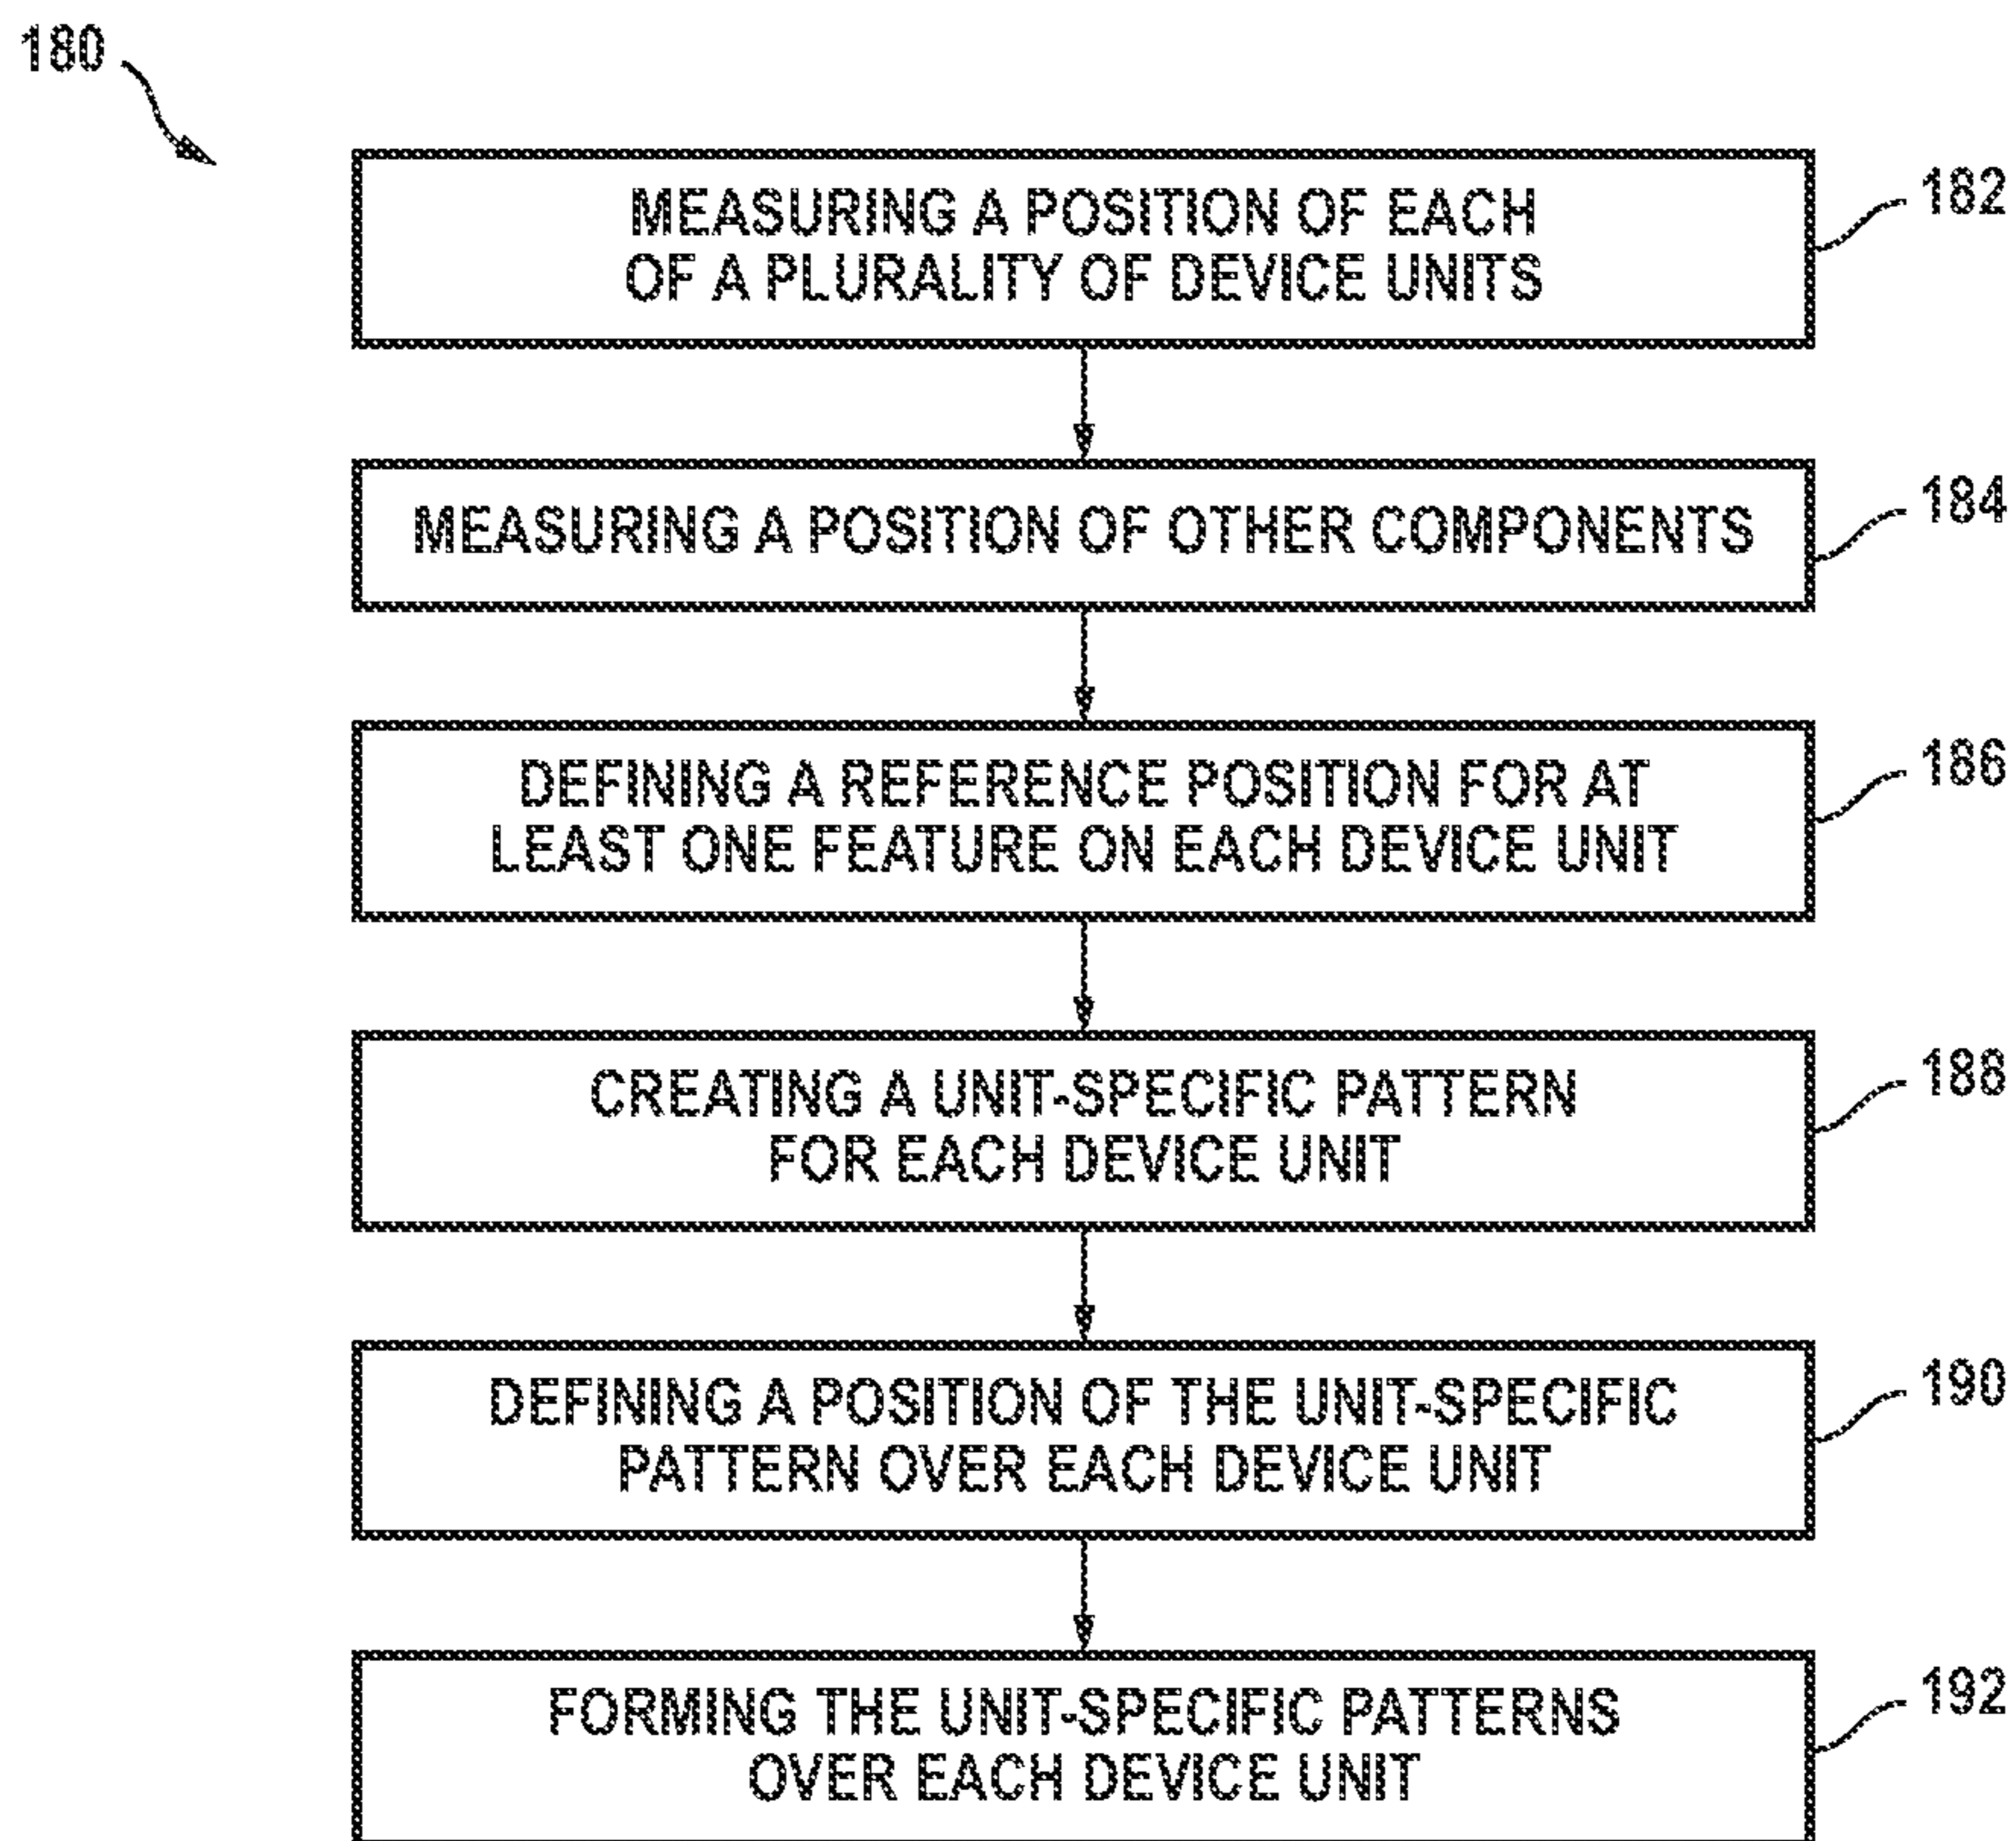 180
MEASURING A POSITION OF EACH
OF A PLURALITY OF DEVICE UNITS
182
MEASURING A POSITION OF OTHER COMPONENTS
184
DEFINING A REFERENCE POSITION FOR AT
LEAST ONE FEATURE ON EACH DEVICE UNIT
186
CREATING A UNIT-SPECIFIC PATTERN
FOR EACH DEVICE UNIT
188
DEFINING A POSITION OF THE UNIT-SPECIFIC
PATTERN OVER EACH DEVICE UNIT
190
FORMING THE UNIT-SPECIFIC PATTERNS
OVER EACH DEVICE UNIT
192